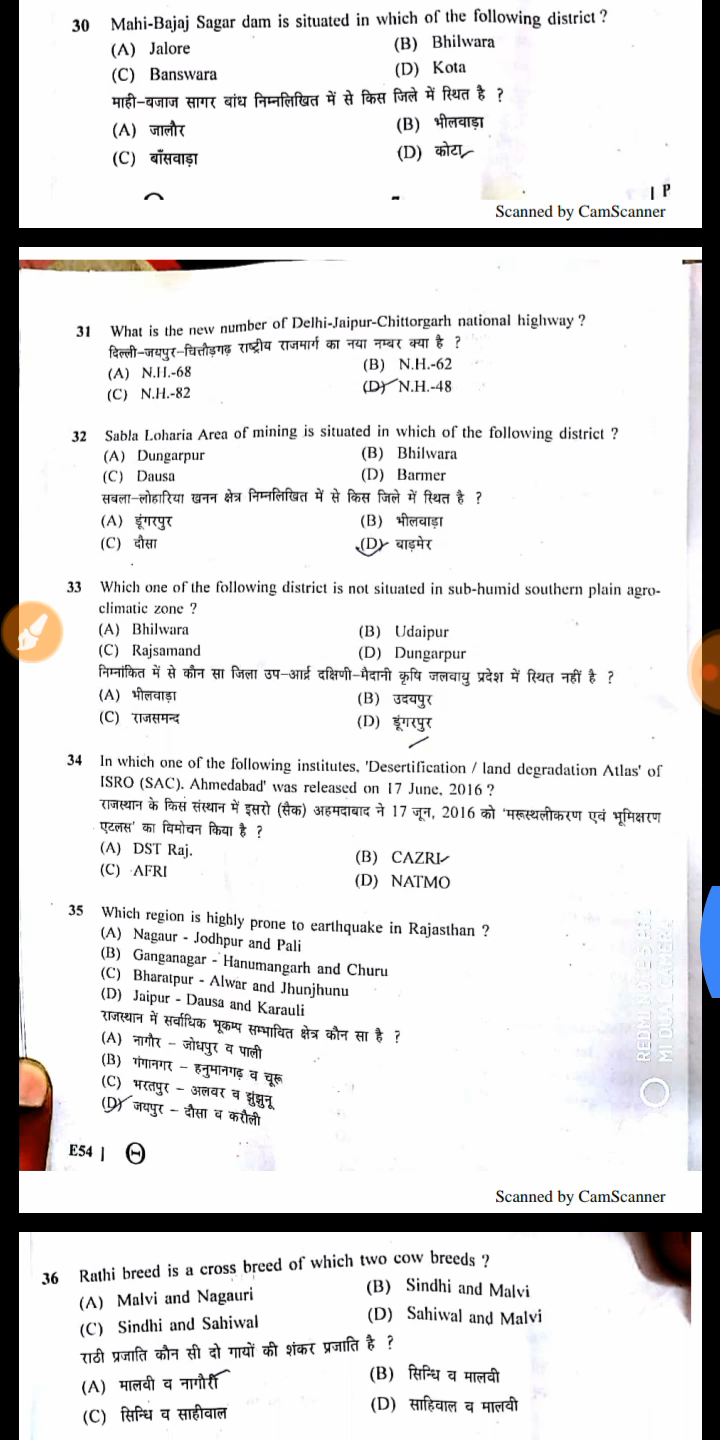 30 Mahi-Bajaj Sagar dam is situated in which of the following district ?
(A) Jalore (B) Bhilwara
(C) Banswara (D) Kota
माही-बजाज सागर बांध निम्नलिखित में से किस जिले में स्थित है ?
(A) जालौर (B) भीलवाड़ा
(C) बाँसवाड़ा (D) कोटा
| P
Scanned by CamScanner
31 What is the new number of Delhi-Jaipur-Chittorgarh national highway ?
दिल्ली-जयपुर-चित्तौड़गढ़ राष्ट्रीय राजमार्ग का नया नम्बर क्या है ?
(A) N.H.-68 (B) N.H.-62
(C) N.H.-82 (D) N.H.-48
32 Sabla Loharia Area of mining is situated in which of the following district ?
(A) Dungarpur (B) Bhilwara
(C) Dausa (D) Barmer
सबला-लोहारिया खनन क्षेत्र निम्नलिखित में से किस जिले में स्थित है ?
(A) डूंगरपुर (B) भीलवाड़ा
(C) दौसा (D) बाड़मेर
33 Which one of the following district is not situated in sub-humid southern plain agro-
climatic zone ?
(A) Bhilwara (B) Udaipur
(C) Rajsamand (D) Dungarpur
निम्नांकित में से कौन सा जिला उप-आर्द्र दक्षिणी-मैदानी कृषि जलवायु प्रदेश में स्थित नहीं है ?
(A) भीलवाड़ा (B) उदयपुर
(C) राजसमन्द (D) डूंगरपुर
34 In which one of the following institutes, 'Desertification / land degradation Atlas' of
ISRO (SAC). Ahmedabad' was released on 17 June, 2016 ?
राजस्थान के किस संस्थान में इसरो (सैक) अहमदाबाद ने 17 जून, 2016 को 'मरूस्थलीकरण एवं भूमिक्षरण
एटलस' का विमोचन किया है ?
(A) DST Raj. (B) CAZRI
(C) AFRI (D) NATMO
35 Which region is highly prone to earthquake in Rajasthan ?
(A) Nagaur - Jodhpur and Pali
(B) Ganganagar - Hanumangarh and Churu
(C) Bharatpur - Alwar and Jhunjhunu
(D) Jaipur - Dausa and Karauli
राजस्थान में सर्वाधिक भूकम्प सम्भावित क्षेत्र कौन सा है ?
(A) नागौर - जोधपुर व पाली
(B) गंगानगर - हनुमानगढ़ व चूरू
(C) भरतपुर - अलवर व झुंझुनू
(D) जयपुर - दौसा व करौली
REDMI NOTE 5
MI DUAL CAMERA
E54 |
Scanned by CamScanner
36 Rathi breed is a cross breed of which two cow breeds ?
(A) Malvi and Nagauri (B) Sindhi and Malvi
(C) Sindhi and Sahiwal (D) Sahiwal and Malvi
राठी प्रजाति कौन सी दो गायों की शंकर प्रजाति है ?
(A) मालवी व नागौरी (B) सिन्धि व मालवी
(C) सिन्धि व साहीवाल (D) साहिवाल व मालवी